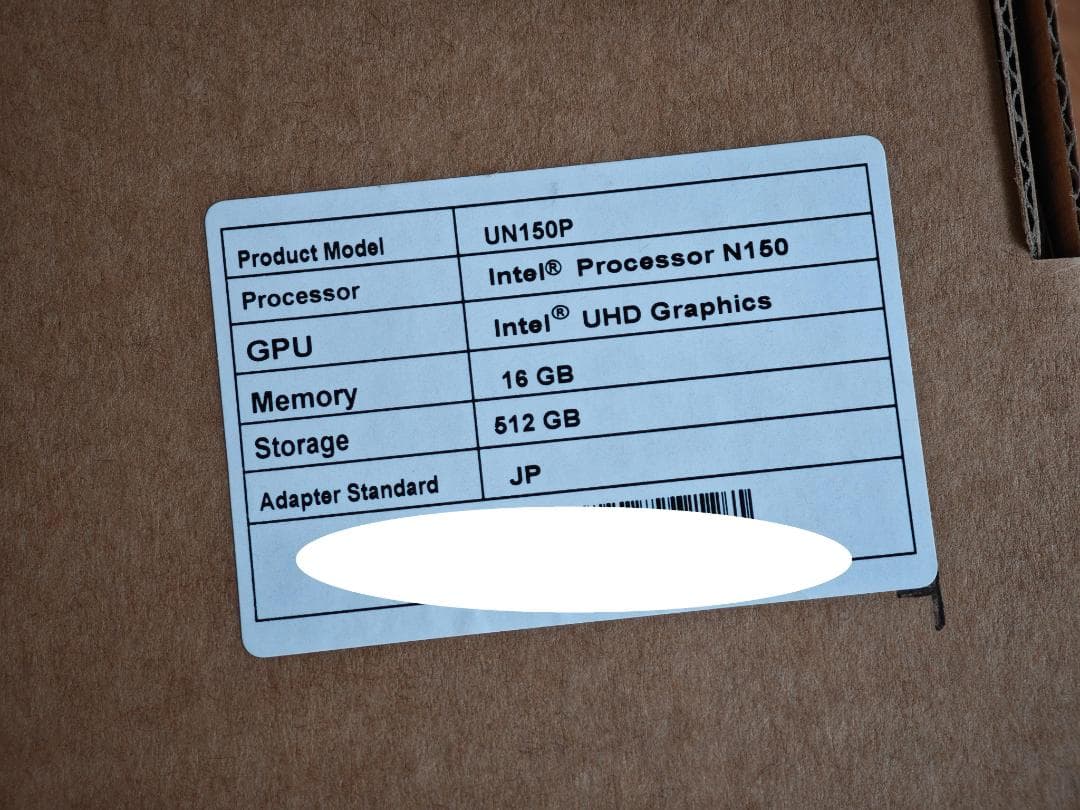 Product Model UN150P
Processor Intel® Processor N150
GPU Intel® UHD Graphics
Memory 16 GB
Storage 512 GB
Adapter Standard JP